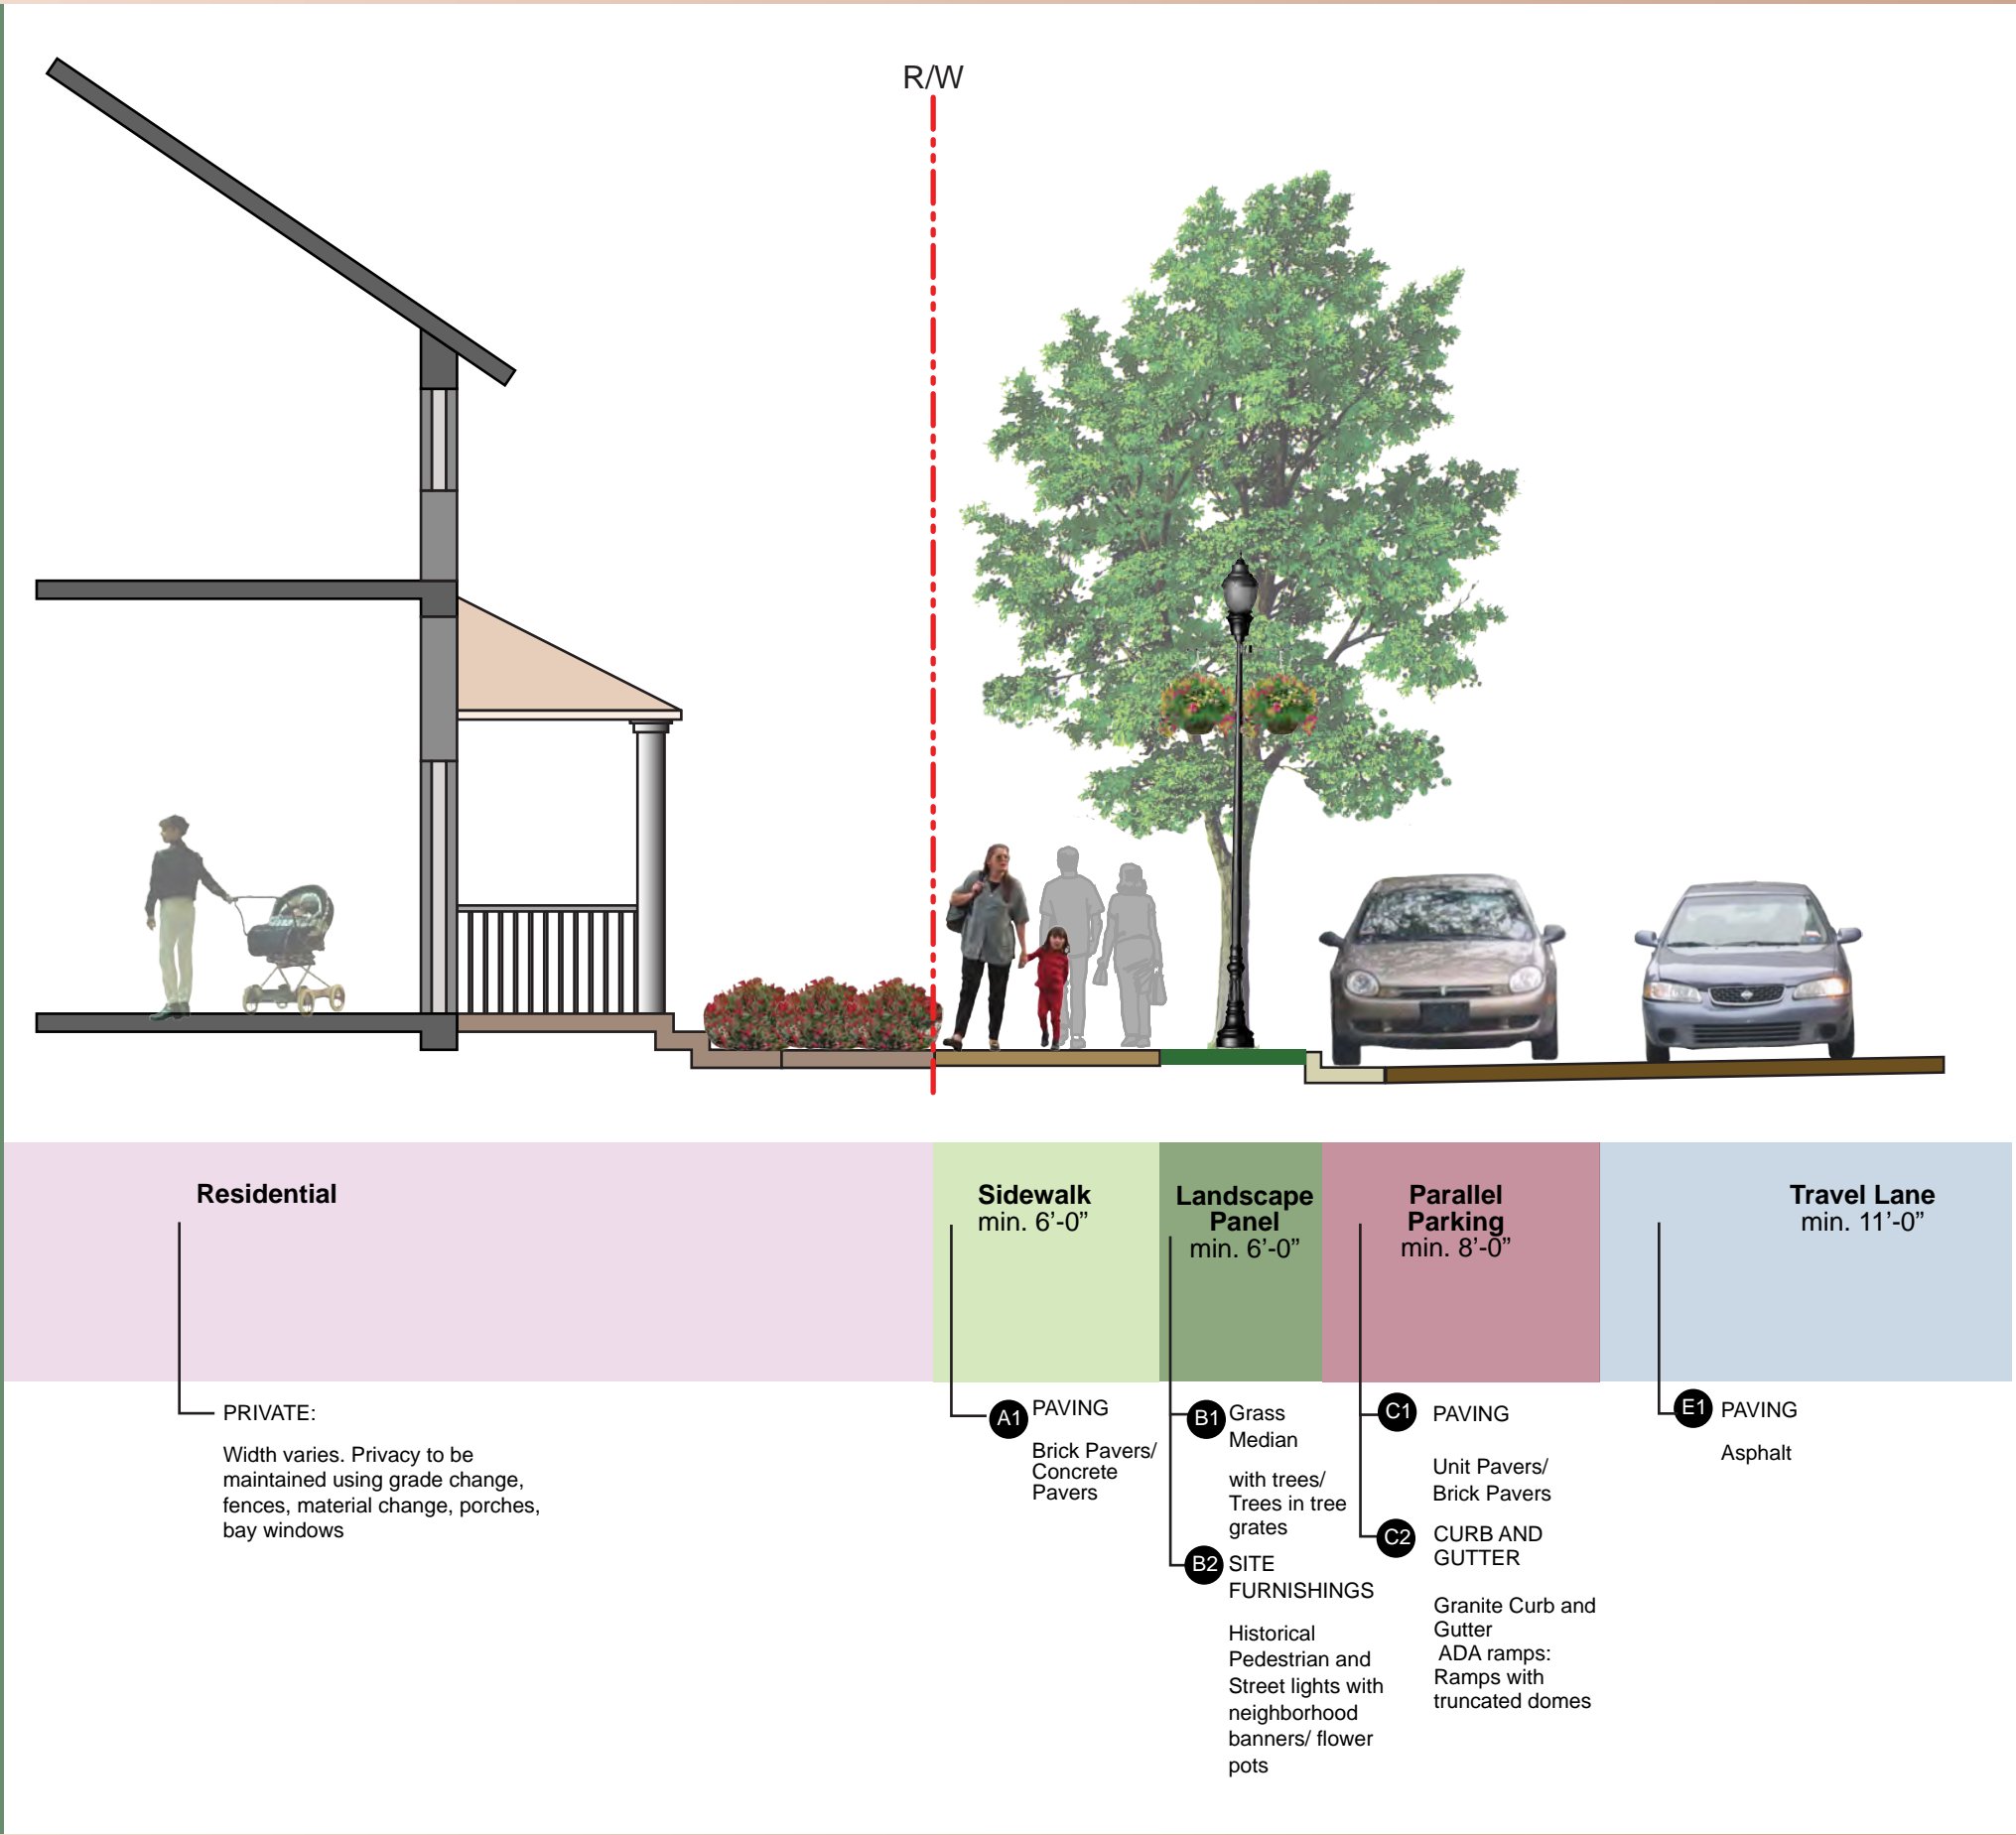 R/W
Residential
PRIVATE:
Width varies. Privacy to be
maintained using grade change,
fences, material change, porches,
bay windows
Sidewalk
min. 6’-0”
A1 PAVING
Brick Pavers/
Concrete
Pavers
Landscape
Panel
min. 6’-0”
B1 Grass
Median
with trees/
Trees in tree
grates
B2 SITE
FURNISHINGS
Historical
Pedestrian and
Street lights with
neighborhood
banners/ flower
pots
Parallel
Parking
min. 8’-0”
C1 PAVING
Unit Pavers/
Brick Pavers
C2 CURB AND
GUTTER
Granite Curb and
Gutter
ADA ramps:
Ramps with
truncated domes
Travel Lane
min. 11’-0”
E1 PAVING
Asphalt